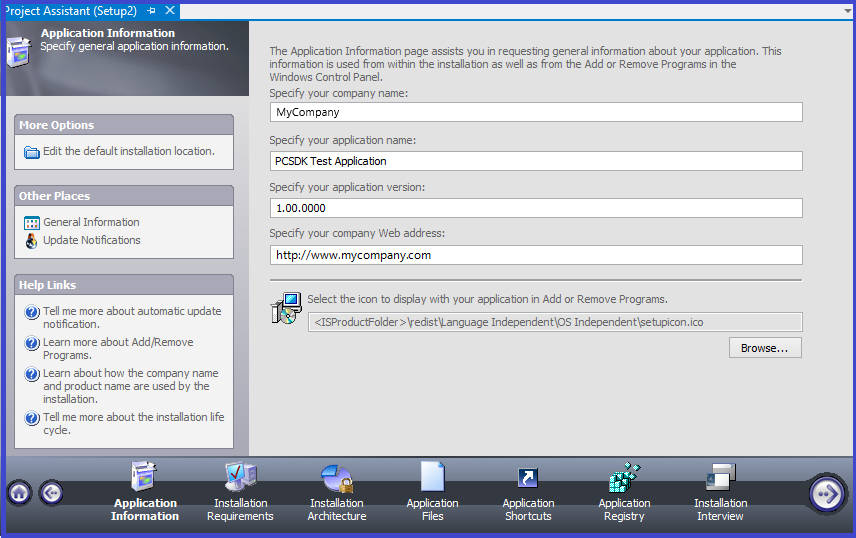 Project Assistant (Setup2)
Application Information
Specify general application information.
More Options
Edit the default installation location.
Other Places
General Information
Update Notifications
Help Links
Tell me more about automatic update
notification.
Learn more about Add/Remove
Programs.
Learn about how the company name
and product name are used by the
installation.
Tell me more about the installation life
cycle.
The Application Information page assists you in requesting general information about your application. This
information is used from within the installation as well as from the Add or Remove Programs in the
Windows Control Panel.
Specify your company name:
MyCompany
Specify your application name:
PCSDK Test Application
Specify your application version:
1.00.0000
Specify your company Web address:
http://www.mycompany.com
Select the icon to display with your application in Add or Remove Programs.
<ISProductFolder>\redist\Language Independent\OS Independent\setupicon.ico
Browse...
Application
Information
Installation
Requirements
Installation
Architecture
Application
Files
Application
Shortcuts
Application
Registry
Installation
Interview